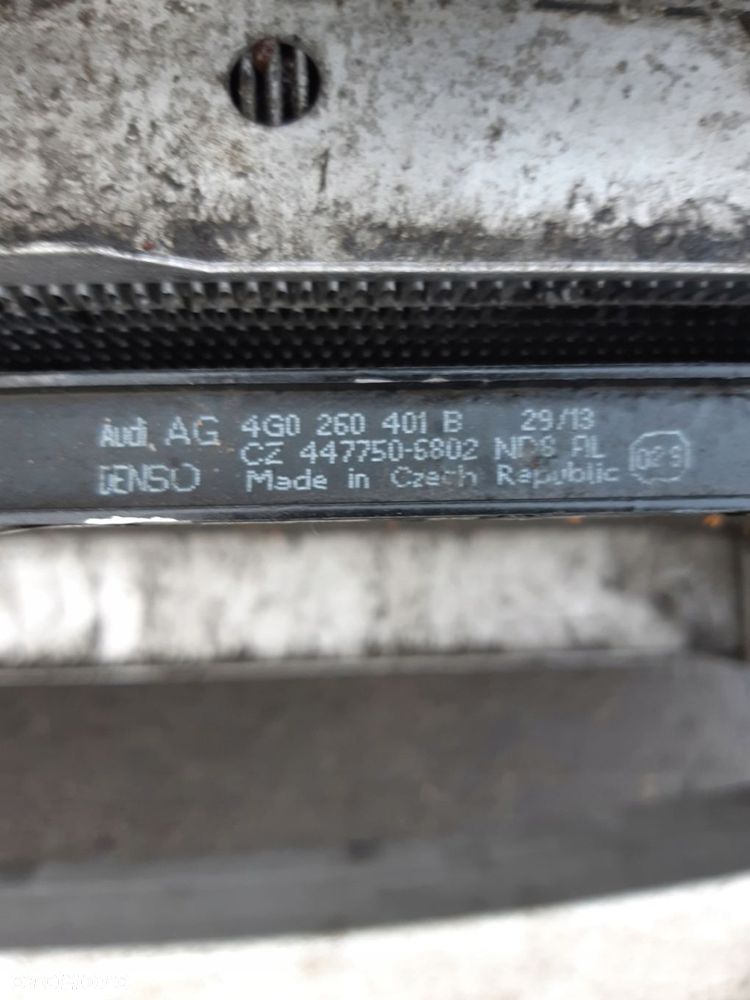 Audi AG 4G0 260 401 B 29/13
CZ 447750-6802 ND8 AL
DENSO Made in Czech Republic